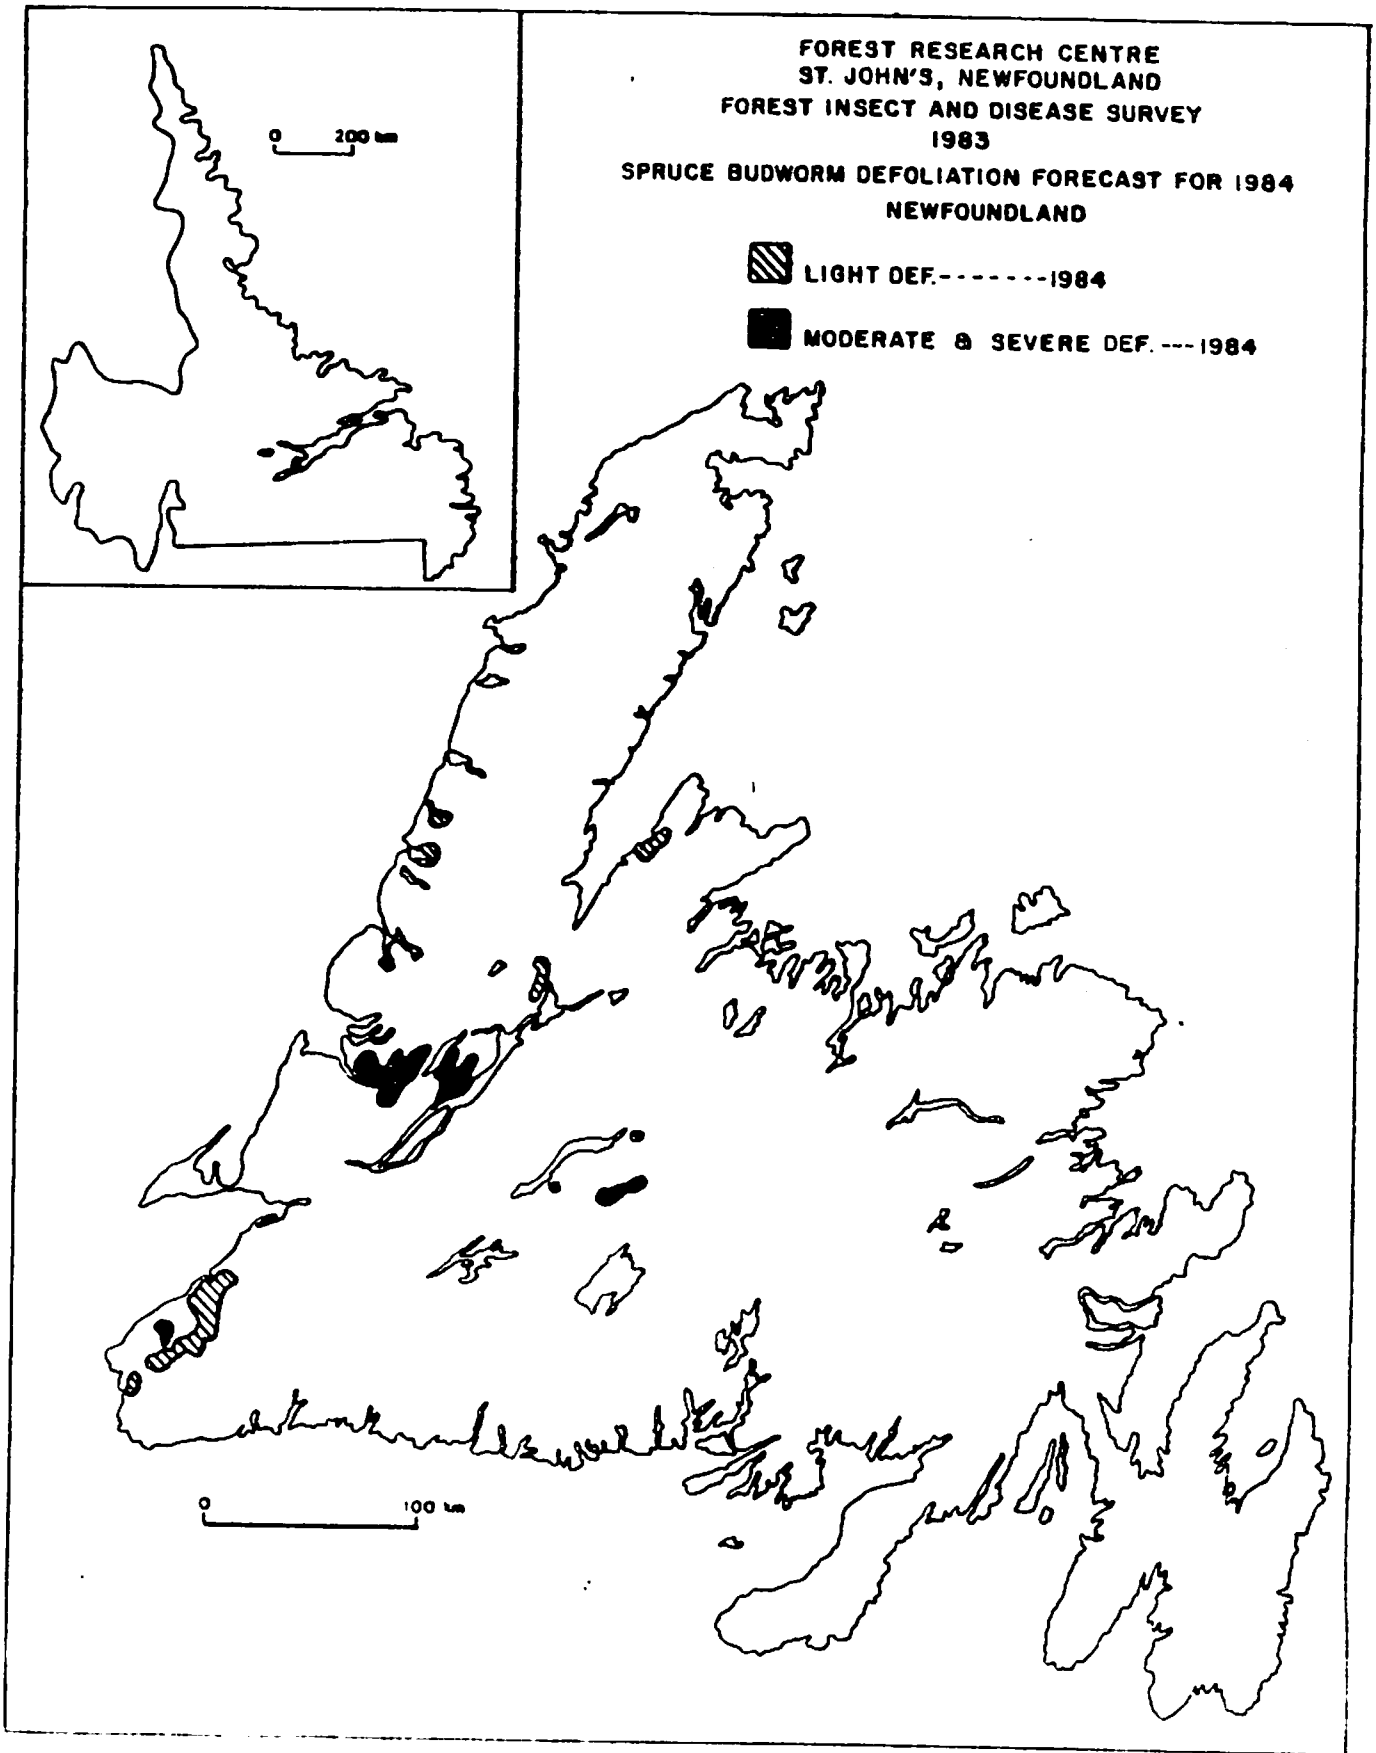 FOREST RESEARCH CENTRE
ST. JOHN'S, NEWFOUNDLAND
FOREST INSECT AND DISEASE SURVEY
1983
SPRUCE BUDWORM DEFOLIATION FORECAST FOR 1984
NEWFOUNDLAND
LIGHT DEF.--------1984
MODERATE & SEVERE DEF.---1984
0 200 km
0 100 km